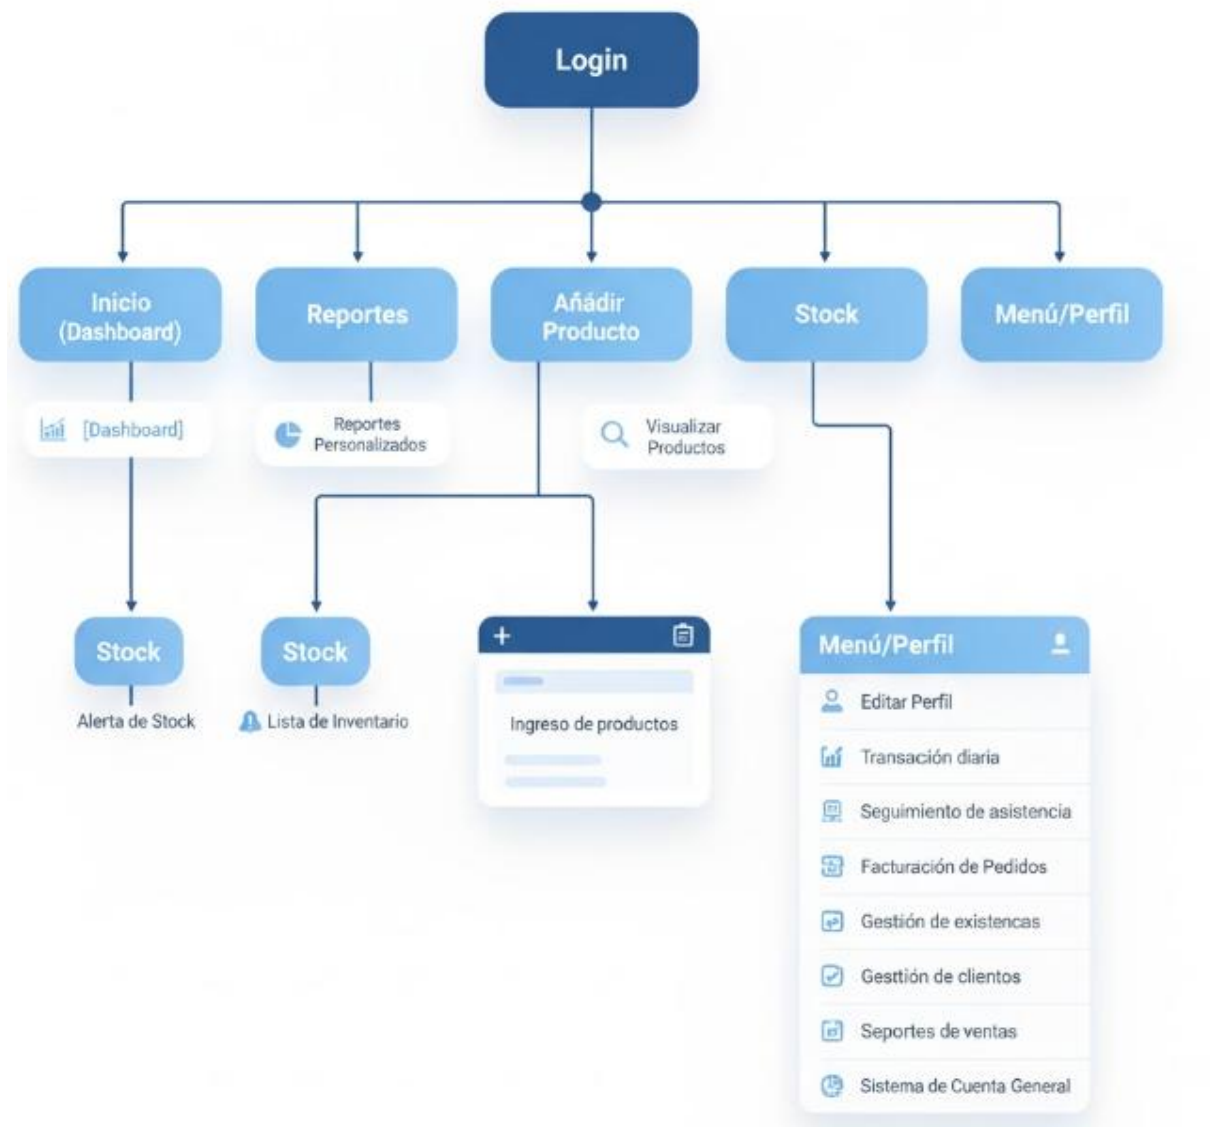 Login
Inicio
(Dashboard)
Reportes
Añádir
Producto
Stock
Menú/Perfil
[Dashboard]
Reportes
Personalizados
Visualizar
Productos
Stock
Alerta de Stock
Stock
Lista de Inventario
Ingreso de productos
Menú/Perfil
Editar Perfil
Transación diaria
Seguimiento de asistencia
Facturación de Pedidos
Gestión de existencas
Gesttión de clientos
Seportes de ventas
Sistema de Cuenta General